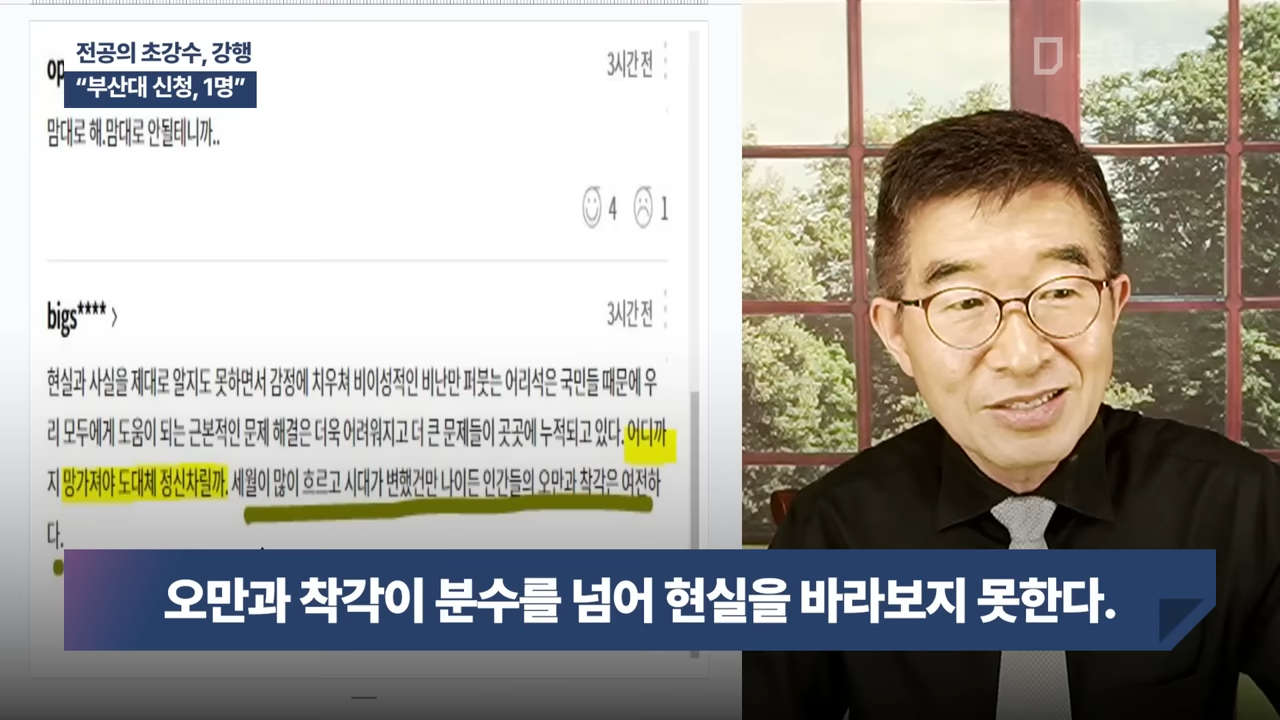 전공의 초강수, 강행
“부산대 신청, 1명”
op
3시간 전
맘대로 해.맘대로 안될테니까..
4
1
bigs**** >
3시간 전
현실과 사실을 제대로 알지도 못하면서 감정에 치우쳐 비이성적인 비난만 퍼붓는 어리석은 국민들 때문에 우
리 모두에게 도움이 되는 근본적인 문제 해결은 더욱 어려워지고 더 큰 문제들이 곳곳에 누적되고 있다. 어디까
지 망가져야 도대체 정신차릴까. 세월이 많이 흐르고 시대가 변했건만 나이든 인간들의 오만과 착각은 여전하
다.
오만과 착각이 분수를 넘어 현실을 바라보지 못한다.